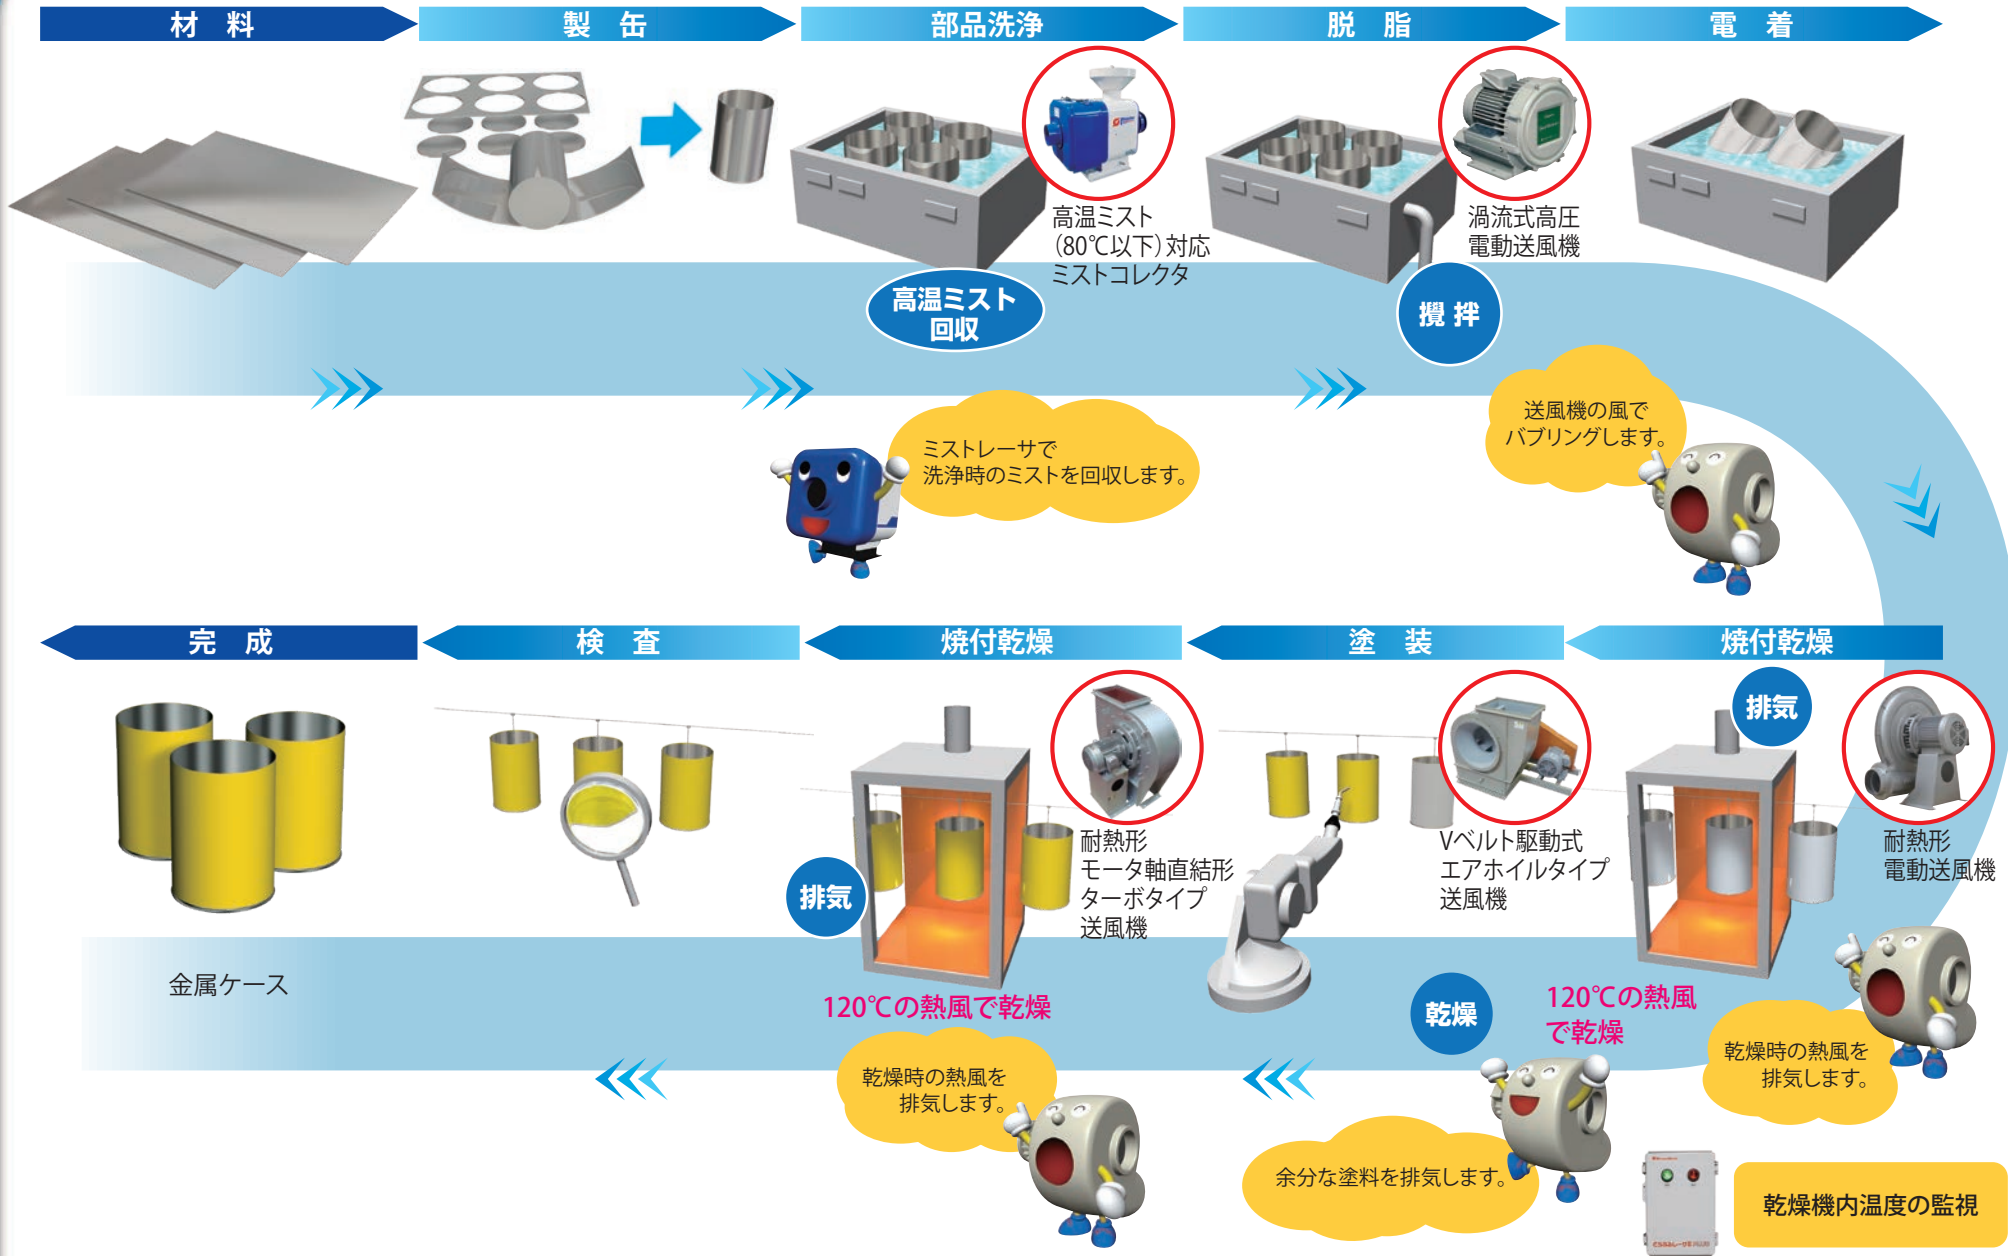 材　料
製　缶
部品洗浄
脱　脂
電　着
高温ミスト
（80℃以下）対応
ミストコレクタ
渦流式高圧
電動送風機
高温ミスト
回収
攪 拌
ミストレーサで
洗浄時のミストを回収します。
送風機の風で
バブリングします。
完　成
検　査
焼付乾燥
塗　装
焼付乾燥
排気
耐熱形
モータ軸直結形
ターボタイプ
送風機
Vベルト駆動式
エアホイルタイプ
送風機
耐熱形
電動送風機
排気
金属ケース
120℃の熱風で乾燥
乾燥
120℃の熱風
で乾燥
乾燥時の熱風を
排気します。
乾燥時の熱風を
排気します。
余分な塗料を排気します。
乾燥機内温度の監視